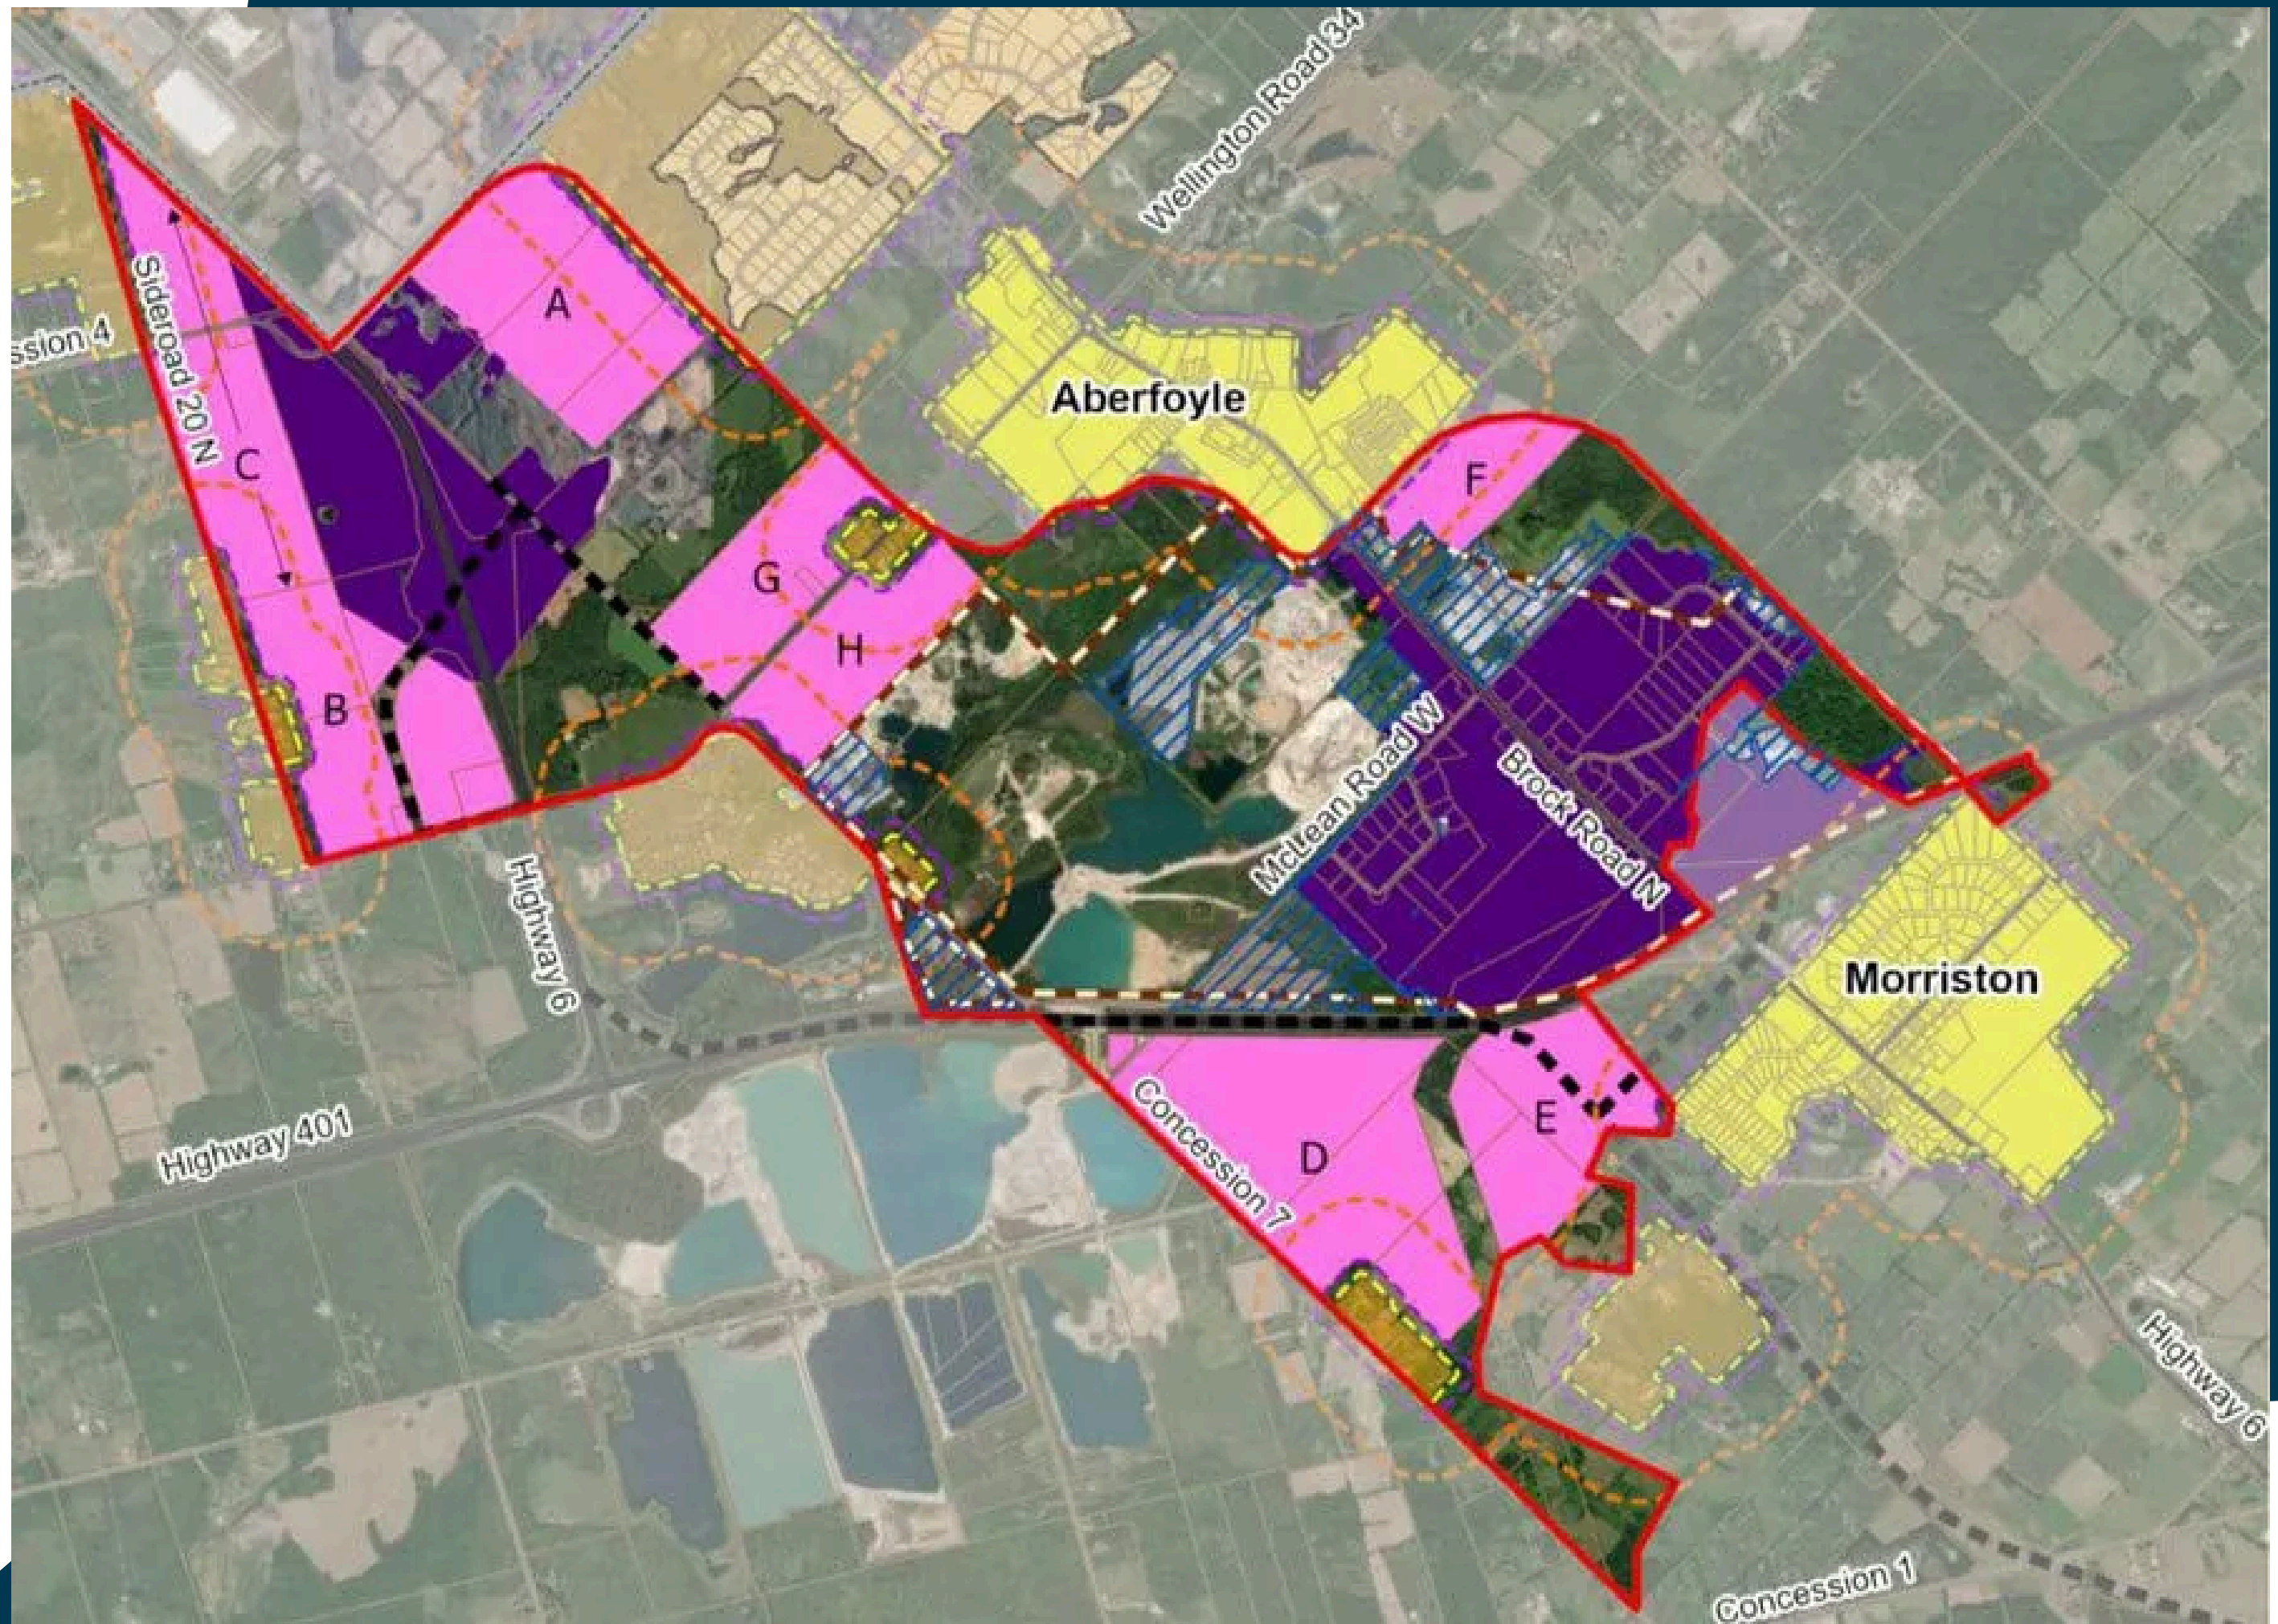 Wellington Road 34
A
Sideroad 20 N
ssion 4
Aberfoyle
C
F
G
H
B
McLean Road W
Brock Road N
Highway 6
Morriston
Concession 7
E
D
Highway 401
Highway 6
Concession 1